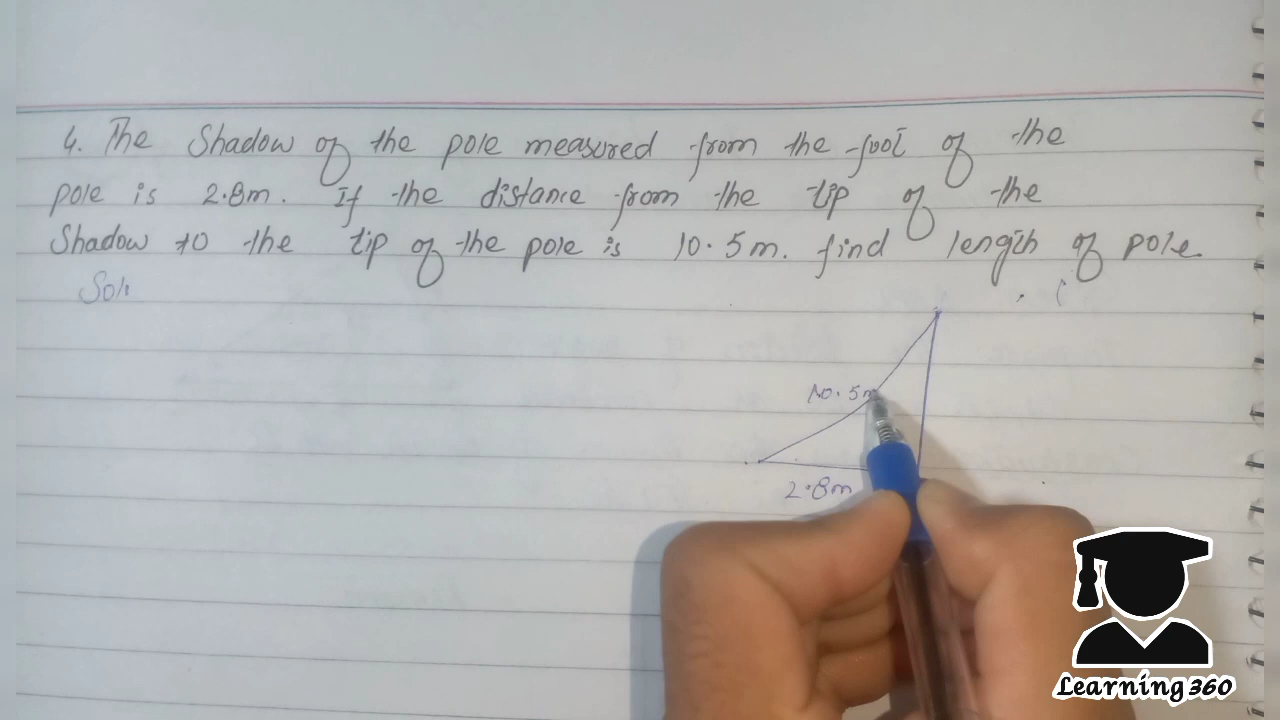 4. The Shadow of the pole measured from the foot of the
pole is 2.8m. If the distance from the tip of the
Shadow to the tip of the pole is 10.5m. find length of pole.
Sol:
10.5m
2.8m
Learning 360